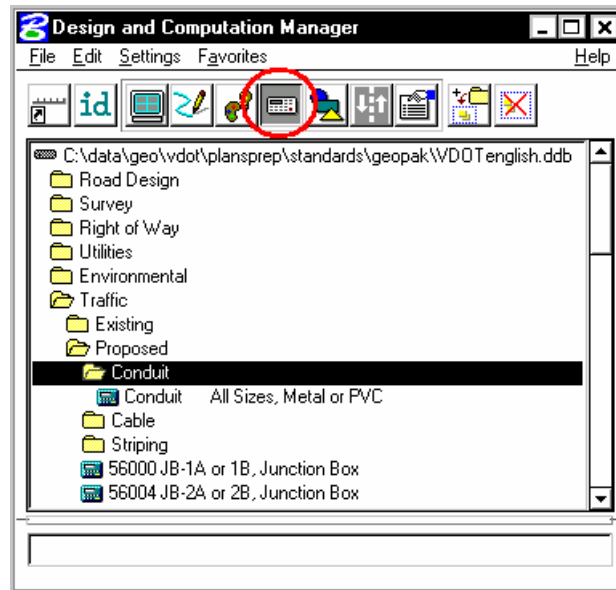 Design and Computation Manager
File Edit Settings Favorites Help
id
C:\data\geo\vdot\plansprep\standards\geopak\VDOTenglish.ddb
Road Design
Survey
Right of Way
Utilities
Environmental
Traffic
Existing
Proposed
Conduit
Conduit All Sizes, Metal or PVC
Cable
Striping
56000 JB-1A or 1B, Junction Box
56004 JB-2A or 2B, Junction Box